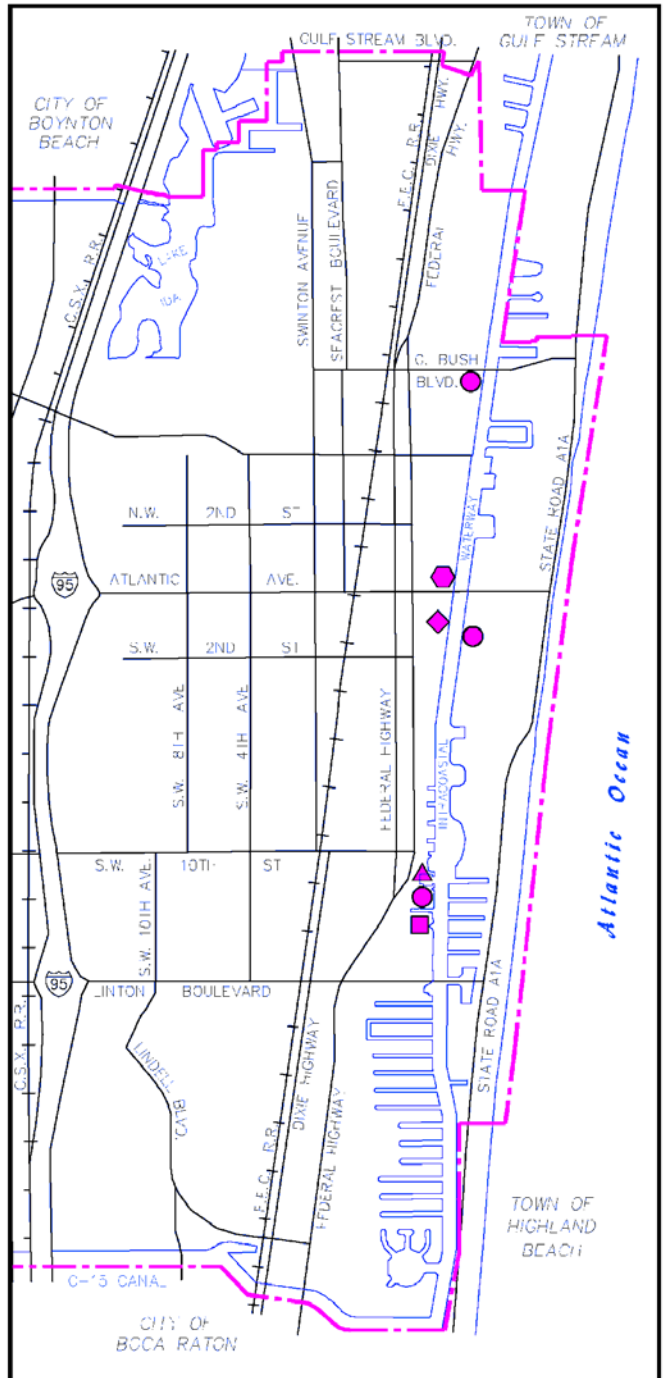 TOWN OF
GULF STREAM
GULF STREAM BLVD.
CITY OF
BOYNTON
BEACH
C.S.X. R.R.
LAKE
IDA
SWINTON AVENUE
SEACREST BOULEVARD
F.E.C. R.R.
DIXIE HWY.
FEDERAL HWY.
G. BUSH
BLVD.
STATE ROAD A1A
WATERWAY
N.W. 2ND ST
95
ATLANTIC AVE.
S.W. 2ND ST
S.W. 8TH AVE
S.W. 4TH AVE
FEDERAL HIGHWAY
INTRACOASTAL
Atlantic Ocean
S.W. 10TH ST
S.W. 10TH AVE.
95
LINTON BOULEVARD
C.S.X. R.R.
LINDELL
BLVD.
F.E.C. R.R.
DIXIE HIGHWAY
FEDERAL HIGHWAY
STATE ROAD A1A
TOWN OF
HIGHLAND
BEACH
C-15 CANAL
CITY OF
BOCA RATON